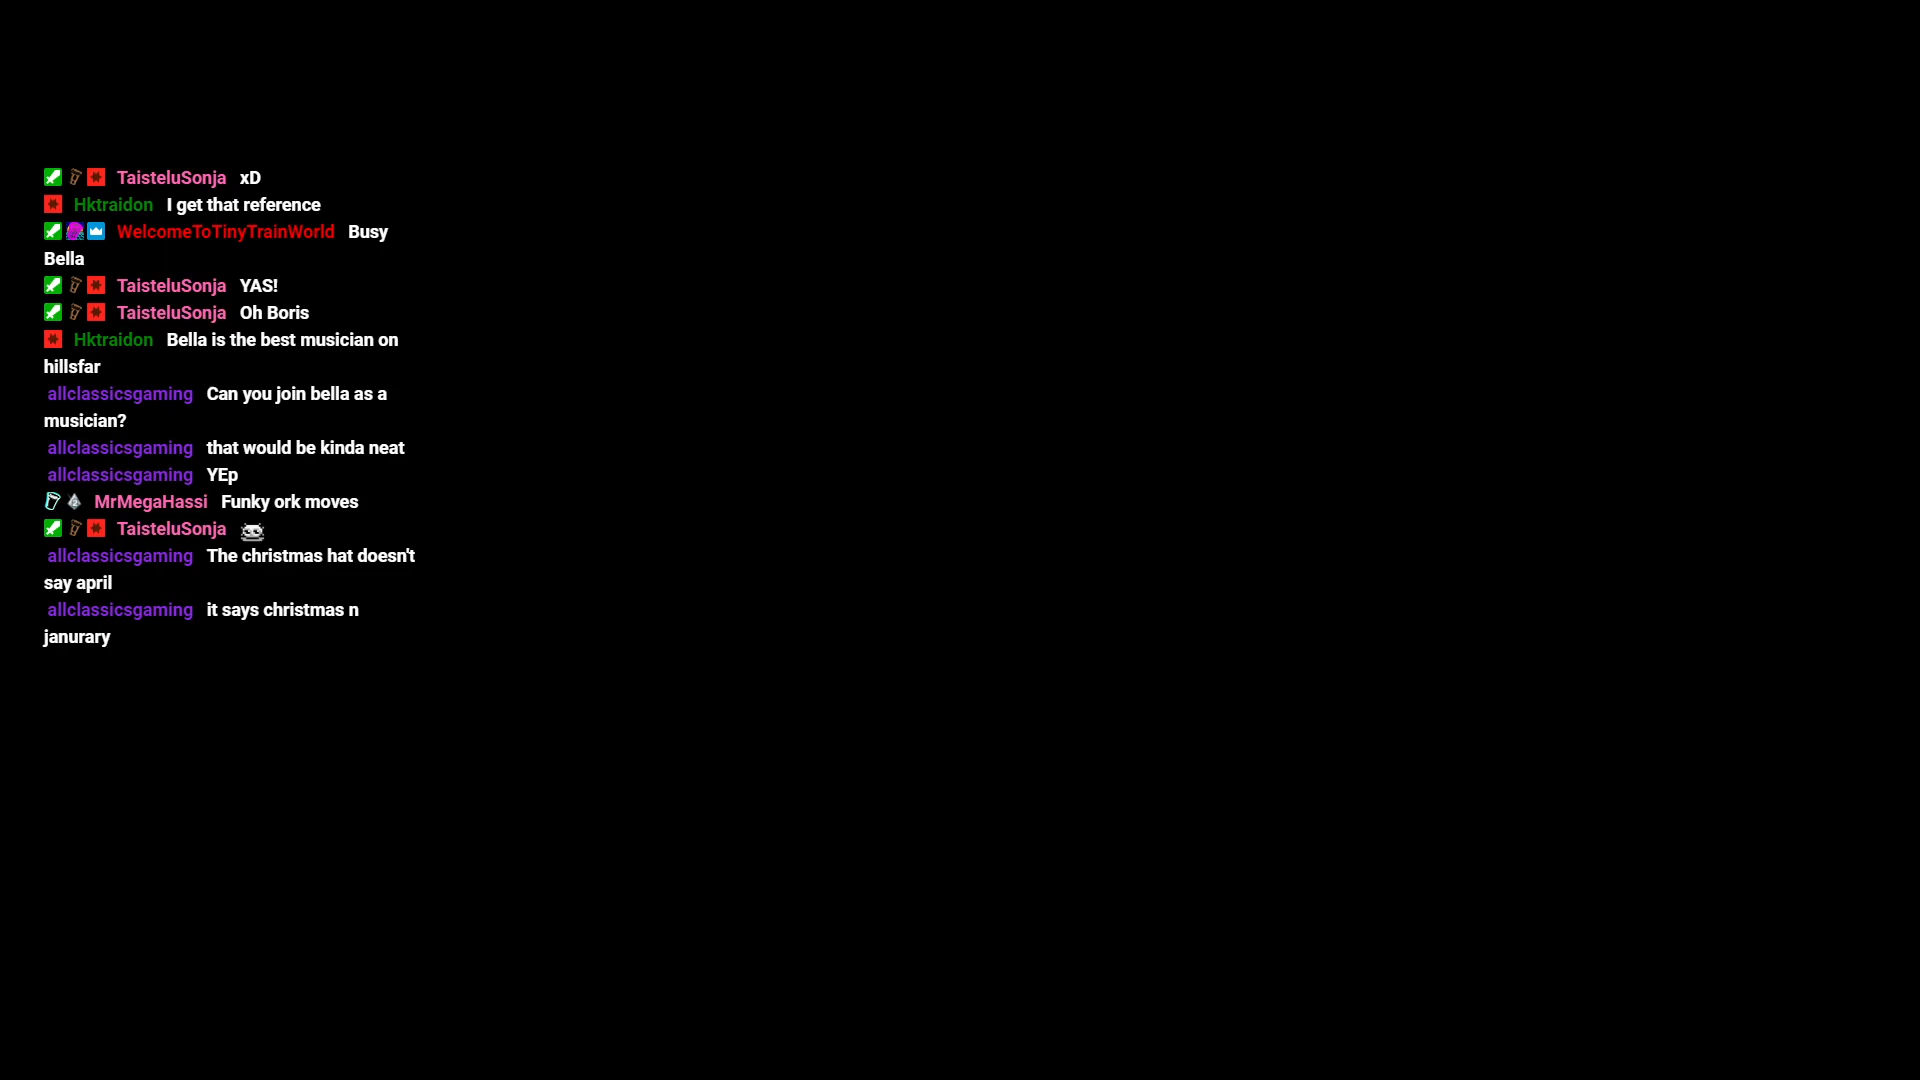 TaisteluSonja xD
Hktraidon I get that reference
WelcomeToTinyTrainWorld Busy
Bella
TaisteluSonja YAS!
TaisteluSonja Oh Boris
Hktraidon Bella is the best musician on
hillsfar
allclassicsgaming Can you join bella as a
musician?
allclassicsgaming that would be kinda neat
allclassicsgaming YEp
MrMegaHassi Funky ork moves
TaisteluSonja
allclassicsgaming The christmas hat doesn't
say april
allclassicsgaming it says christmas n
janurary